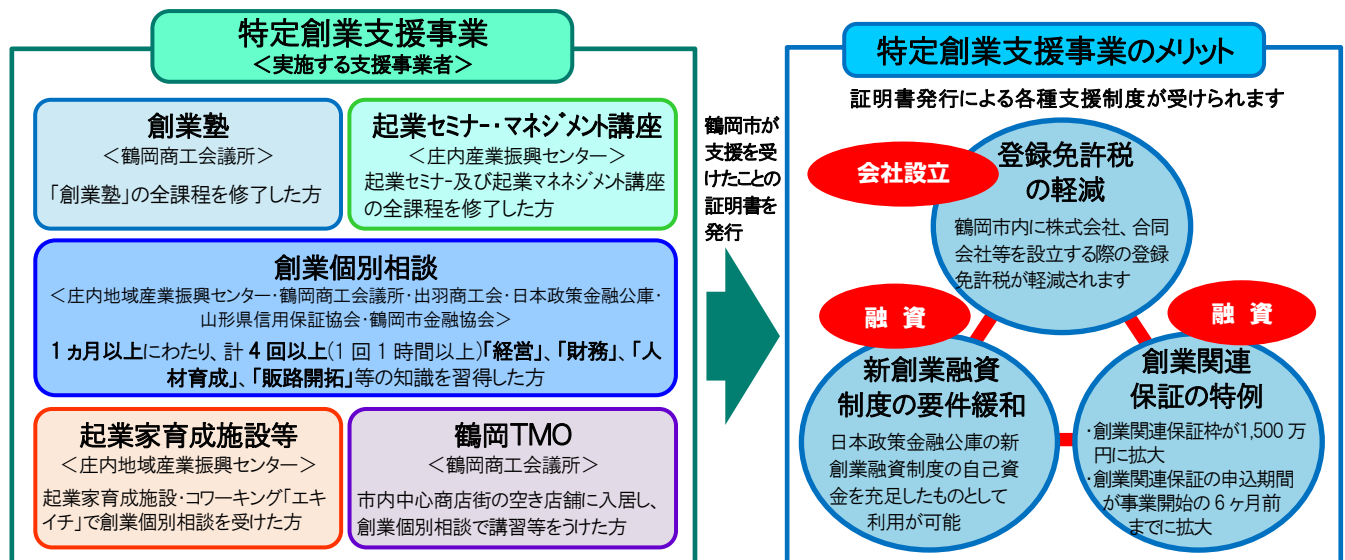 特定創業支援事業
＜実施する支援事業者＞
創業塾
＜鶴岡商工会議所＞
「創業塾」の全課程を修了した方
起業セミナー・マネジメント講座
＜庄内産業振興センター＞
起業セミナー及び起業マネネジメント講座
の全課程を修了した方
創業個別相談
＜庄内地域産業振興センター・鶴岡商工会議所・出羽商工会・日本政策金融公庫・
山形県信用保証協会・鶴岡市金融協会＞
1ヵ月以上にわたり、計4回以上(1回1時間以上)「経営」、「財務」、「人
材育成」、「販路開拓」等の知識を習得した方
起業家育成施設等
＜庄内地域産業振興センター＞
起業家育成施設・コワーキング「エキ
イチ」で創業個別相談を受けた方
鶴岡TMO
＜鶴岡商工会議所＞
市内中心商店街の空き店舗に入居し、
創業個別相談で講習等をうけた方
鶴岡市が
支援を受
けたことの
証明書を
発行
特定創業支援事業のメリット
証明書発行による各種支援制度が受けられます
会社設立
登録免許税
の軽減
鶴岡市内に株式会社、合同
会社等を設立する際の登録
免許税が軽減されます
融 資
新創業融資
制度の要件緩和
日本政策金融公庫の新
創業融資制度の自己資
金を充足したものとして
利用が可能
融 資
創業関連
保証の特例
・創業関連保証枠が1,500万
円に拡大
・創業関連保証の申込期間
が事業開始の6ヶ月前
までに拡大